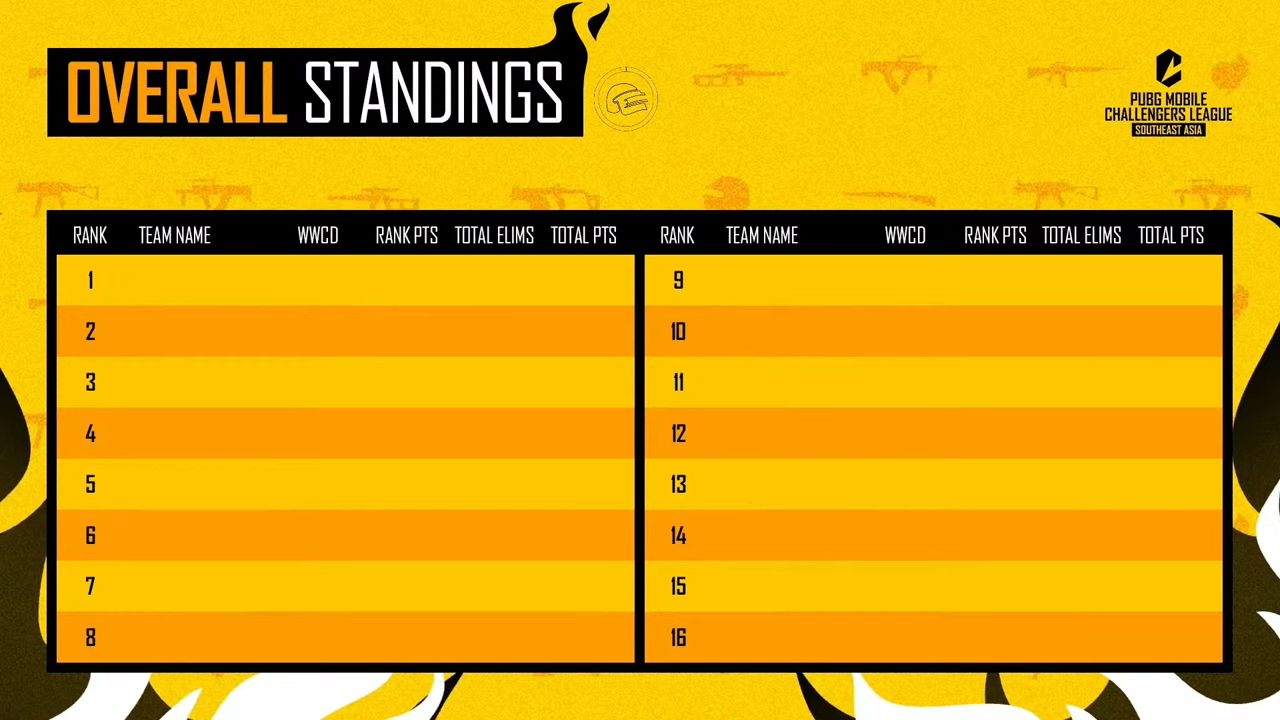 OVERALL STANDINGS
PUBG MOBILE
CHALLENGERS LEAGUE
SOUTHEAST ASIA
RANK TEAM NAME WWCD RANK PTS TOTAL ELIMS TOTAL PTS
1
2
3
4
5
6
7
8
RANK TEAM NAME WWCD RANK PTS TOTAL ELIMS TOTAL PTS
9
10
11
12
13
14
15
16